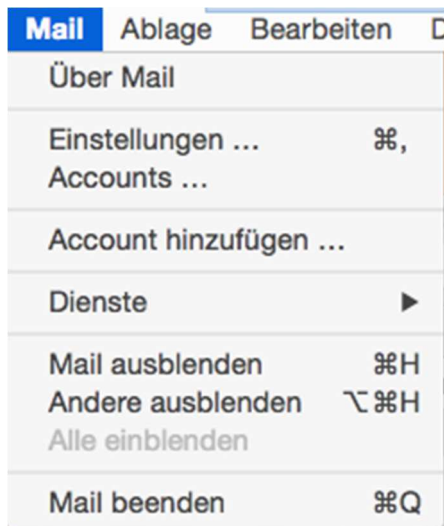 Mail Ablage Bearbeiten
Über Mail
Einstellungen ... ⌘,
Accounts ...
Account hinzufügen ...
Dienste ▶
Mail ausblenden ⌘H
Andere ausblenden ⌥⌘H
Alle einblenden
Mail beenden ⌘Q